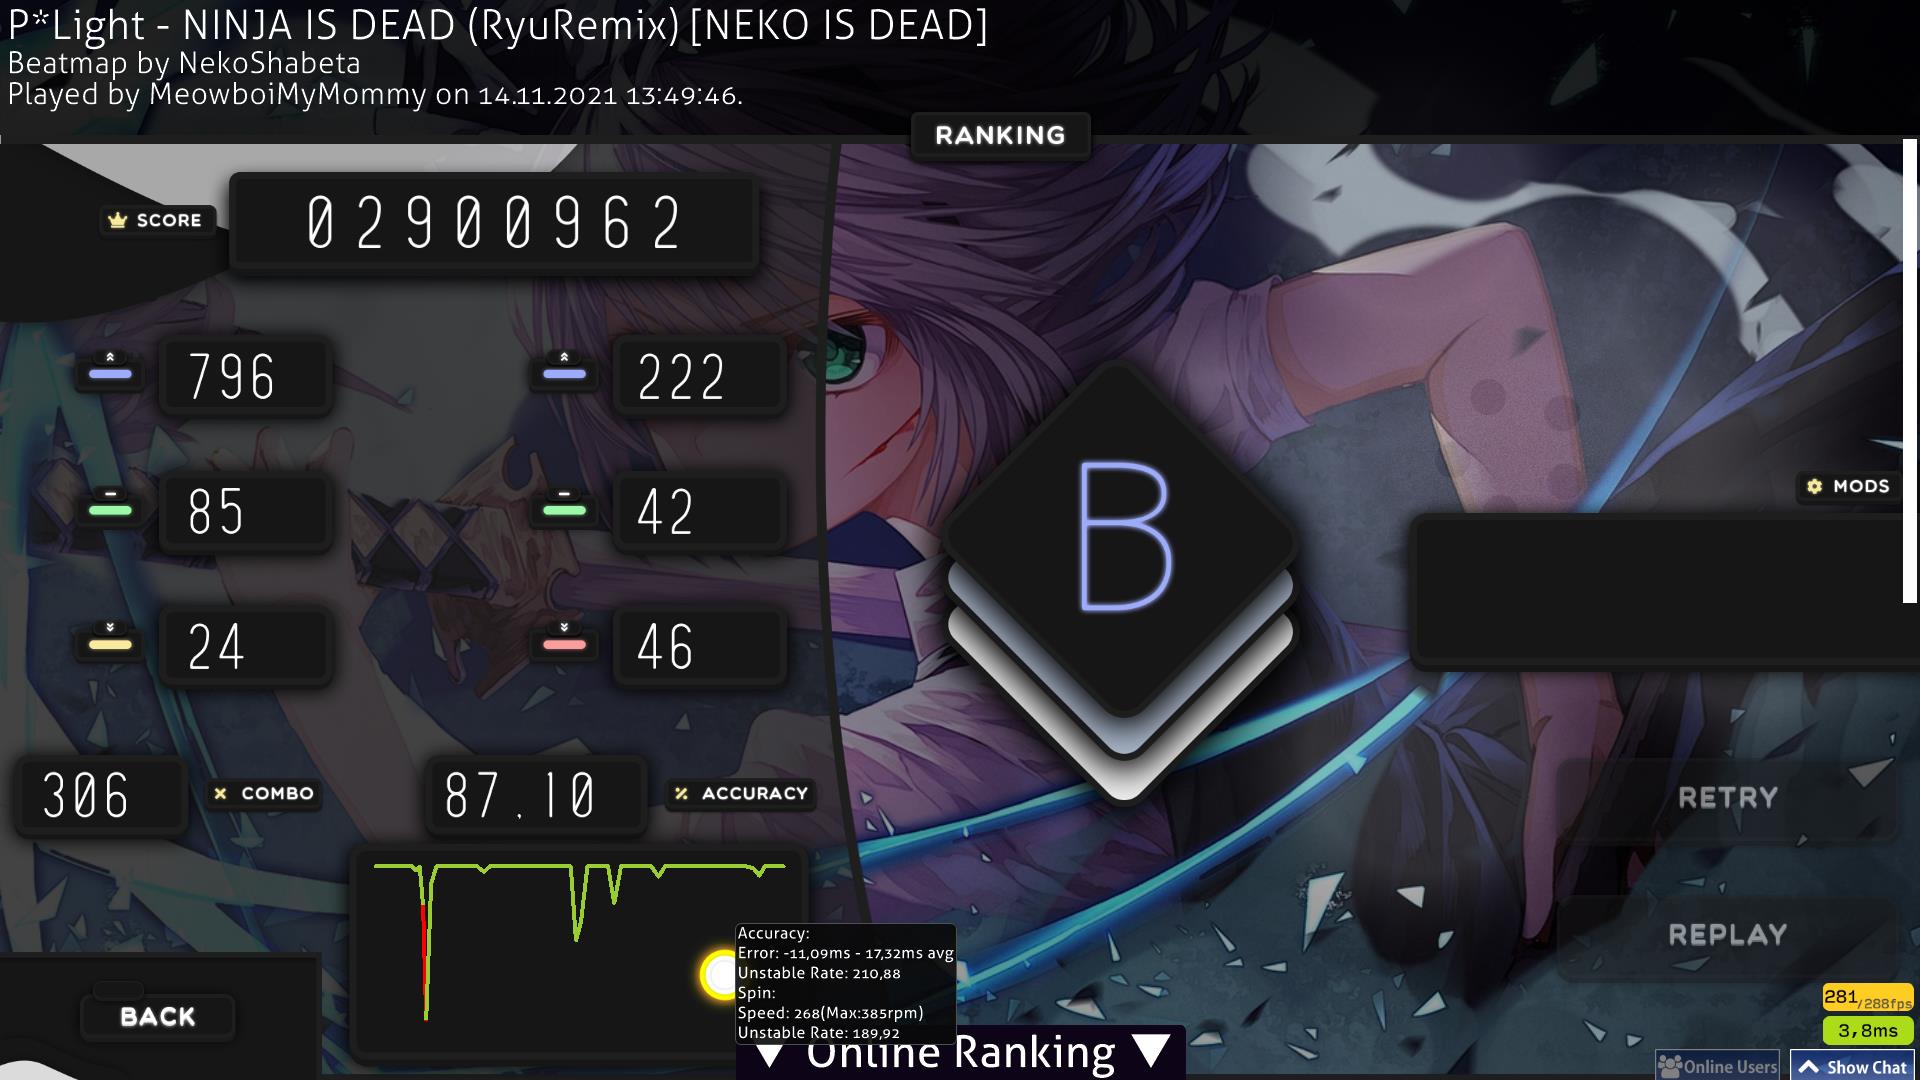 P*Light - NINJA IS DEAD (RyuRemix) [NEKO IS DEAD]
Beatmap by NekoShabeta
Played by MeowboiMyMommy on 14.11.2021 13:49:46.
RANKING
SCORE
02900962
796
222
85
42
24
46
306
COMBO
87.10
ACCURACY
B
MODS
RETRY
REPLAY
Accuracy:
Error: -11,09ms - 17,32ms avg
Unstable Rate: 210,88
Spin:
Speed: 268(Max:385rpm)
Unstable Rate: 189,92
BACK
▼ Online Ranking ▼
281/288fps
3,8ms
Online Users
Show Chat